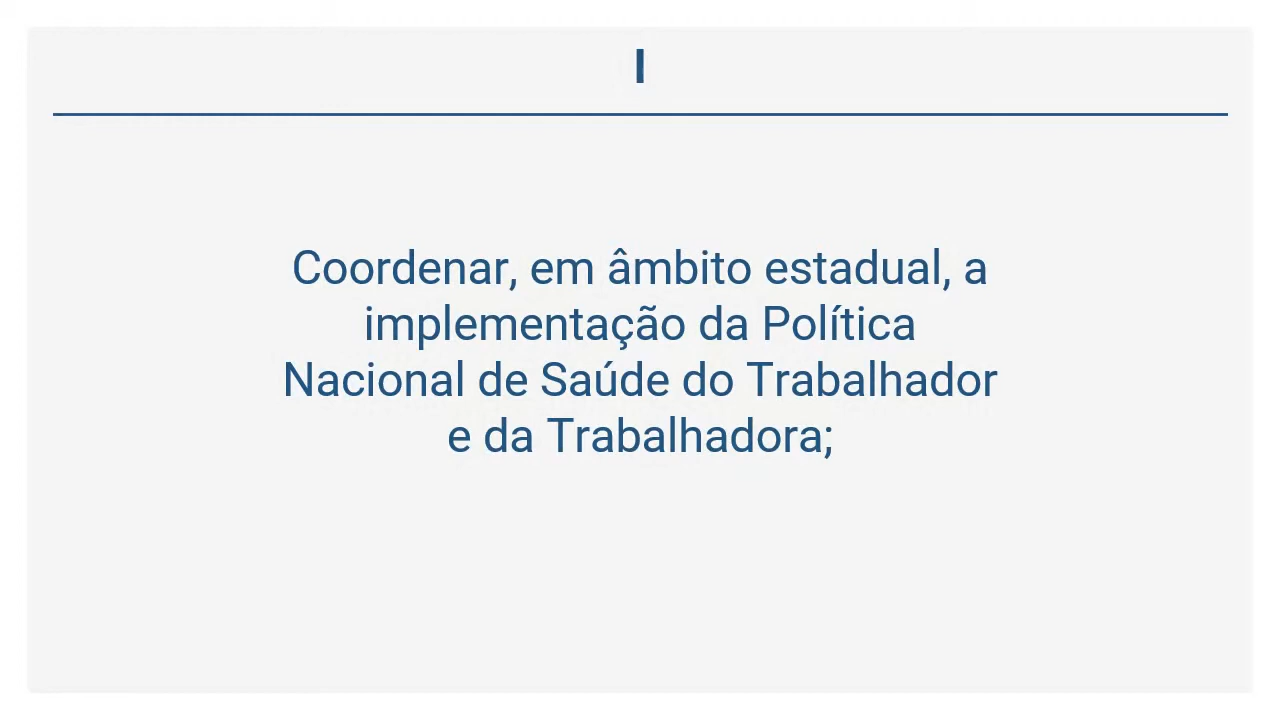 I
Coordenar, em âmbito estadual, a
implementação da Política
Nacional de Saúde do Trabalhador
e da Trabalhadora;